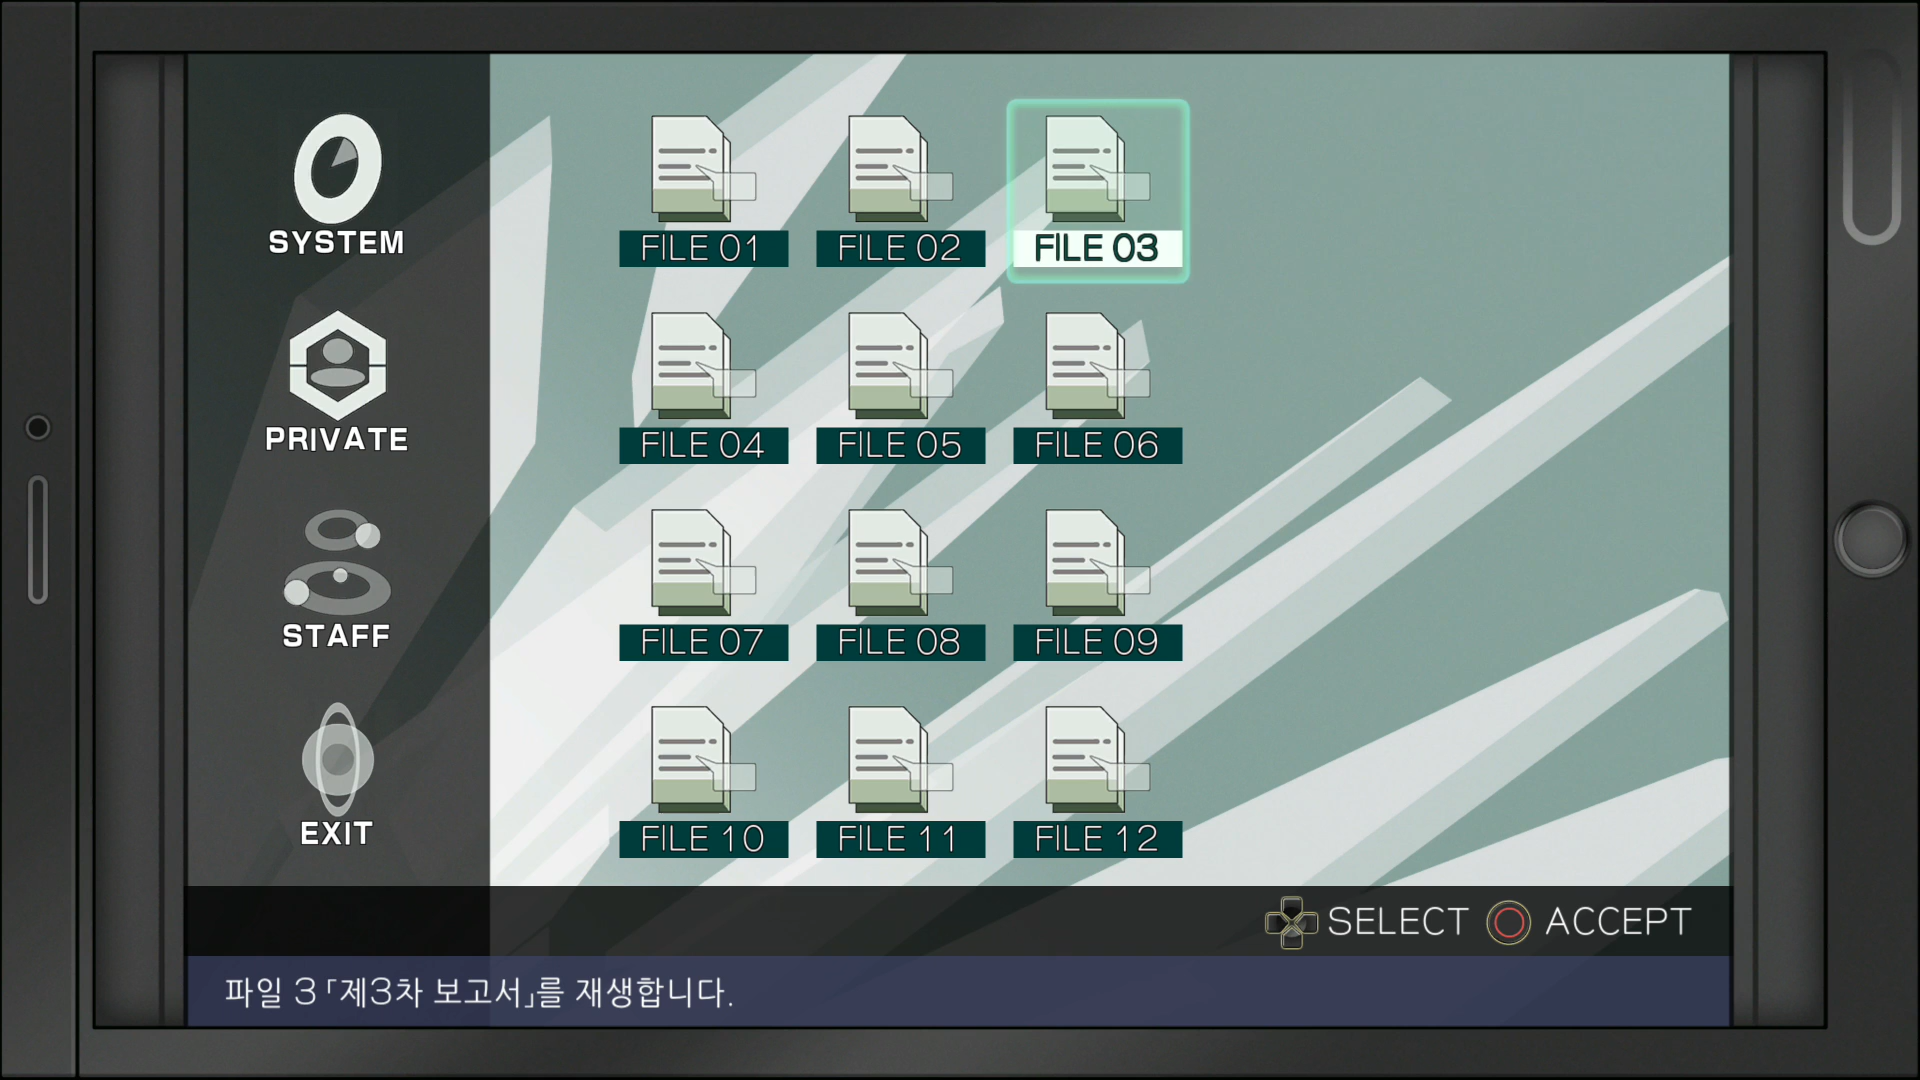 SYSTEM
PRIVATE
STAFF
EXIT
FILE 01 FILE 02 FILE 03
FILE 04 FILE 05 FILE 06
FILE 07 FILE 08 FILE 09
FILE 10 FILE 11 FILE 12
SELECT ACCEPT
파일 3 「제3차 보고서」를 재생합니다.